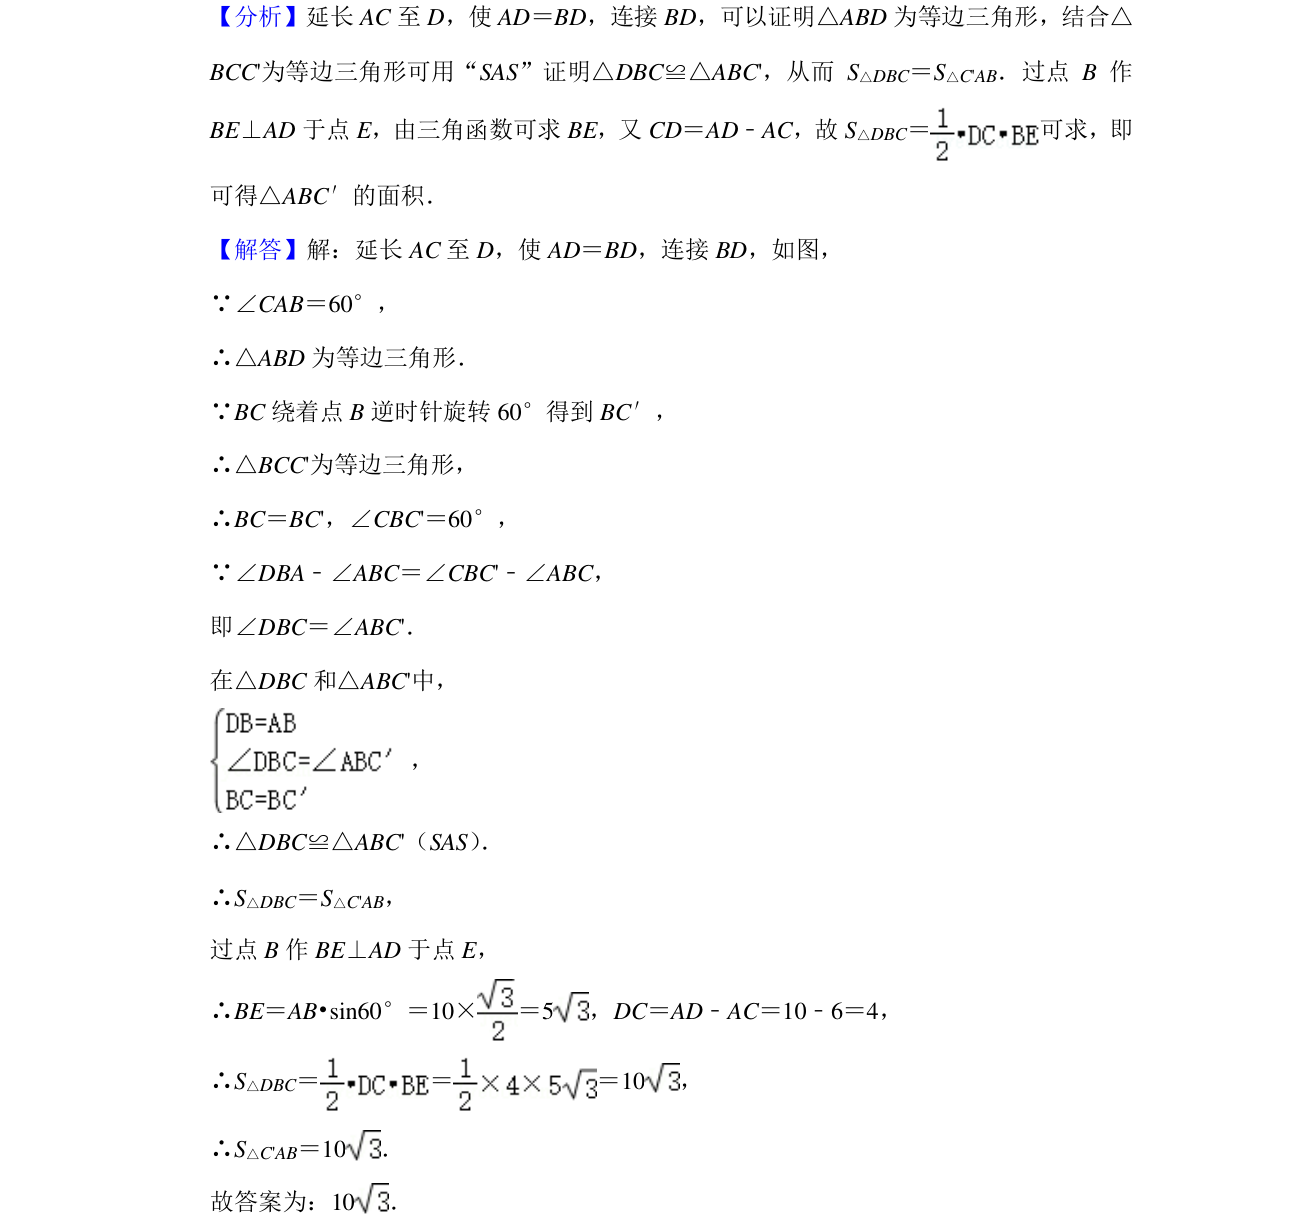 【分析】延长 AC 至 D，使 AD＝BD，连接 BD，可以证明△ABD 为等边三角形，结合△
BCC'为等边三角形可用“SAS”证明△DBC≌△ABC'，从而 S△DBC＝S△C'AB．过点 B 作
BE⊥AD 于点 E，由三角函数可求 BE，又 CD＝AD﹣AC，故 S△DBC＝1/2•DC•BE可求，即
可得△ABC′的面积．
【解答】解：延长 AC 至 D，使 AD＝BD，连接 BD，如图，
∵∠CAB＝60°，
∴△ABD 为等边三角形．
∵BC 绕着点 B 逆时针旋转 60°得到 BC′，
∴△BCC'为等边三角形，
∴BC＝BC'，∠CBC'＝60°，
∵∠DBA﹣∠ABC＝∠CBC'﹣∠ABC，
即∠DBC＝∠ABC'．
在△DBC 和△ABC'中，
DB=AB
∠DBC=∠ABC′，
BC=BC′
∴△DBC≌△ABC'（SAS）．
∴S△DBC＝S△C'AB，
过点 B 作 BE⊥AD 于点 E，
∴BE＝AB•sin60°＝10×√3/2＝5√3，DC＝AD﹣AC＝10﹣6＝4，
∴S△DBC＝1/2•DC•BE＝1/2×4×5√3＝10√3，
∴S△C'AB＝10√3．
故答案为：10√3．